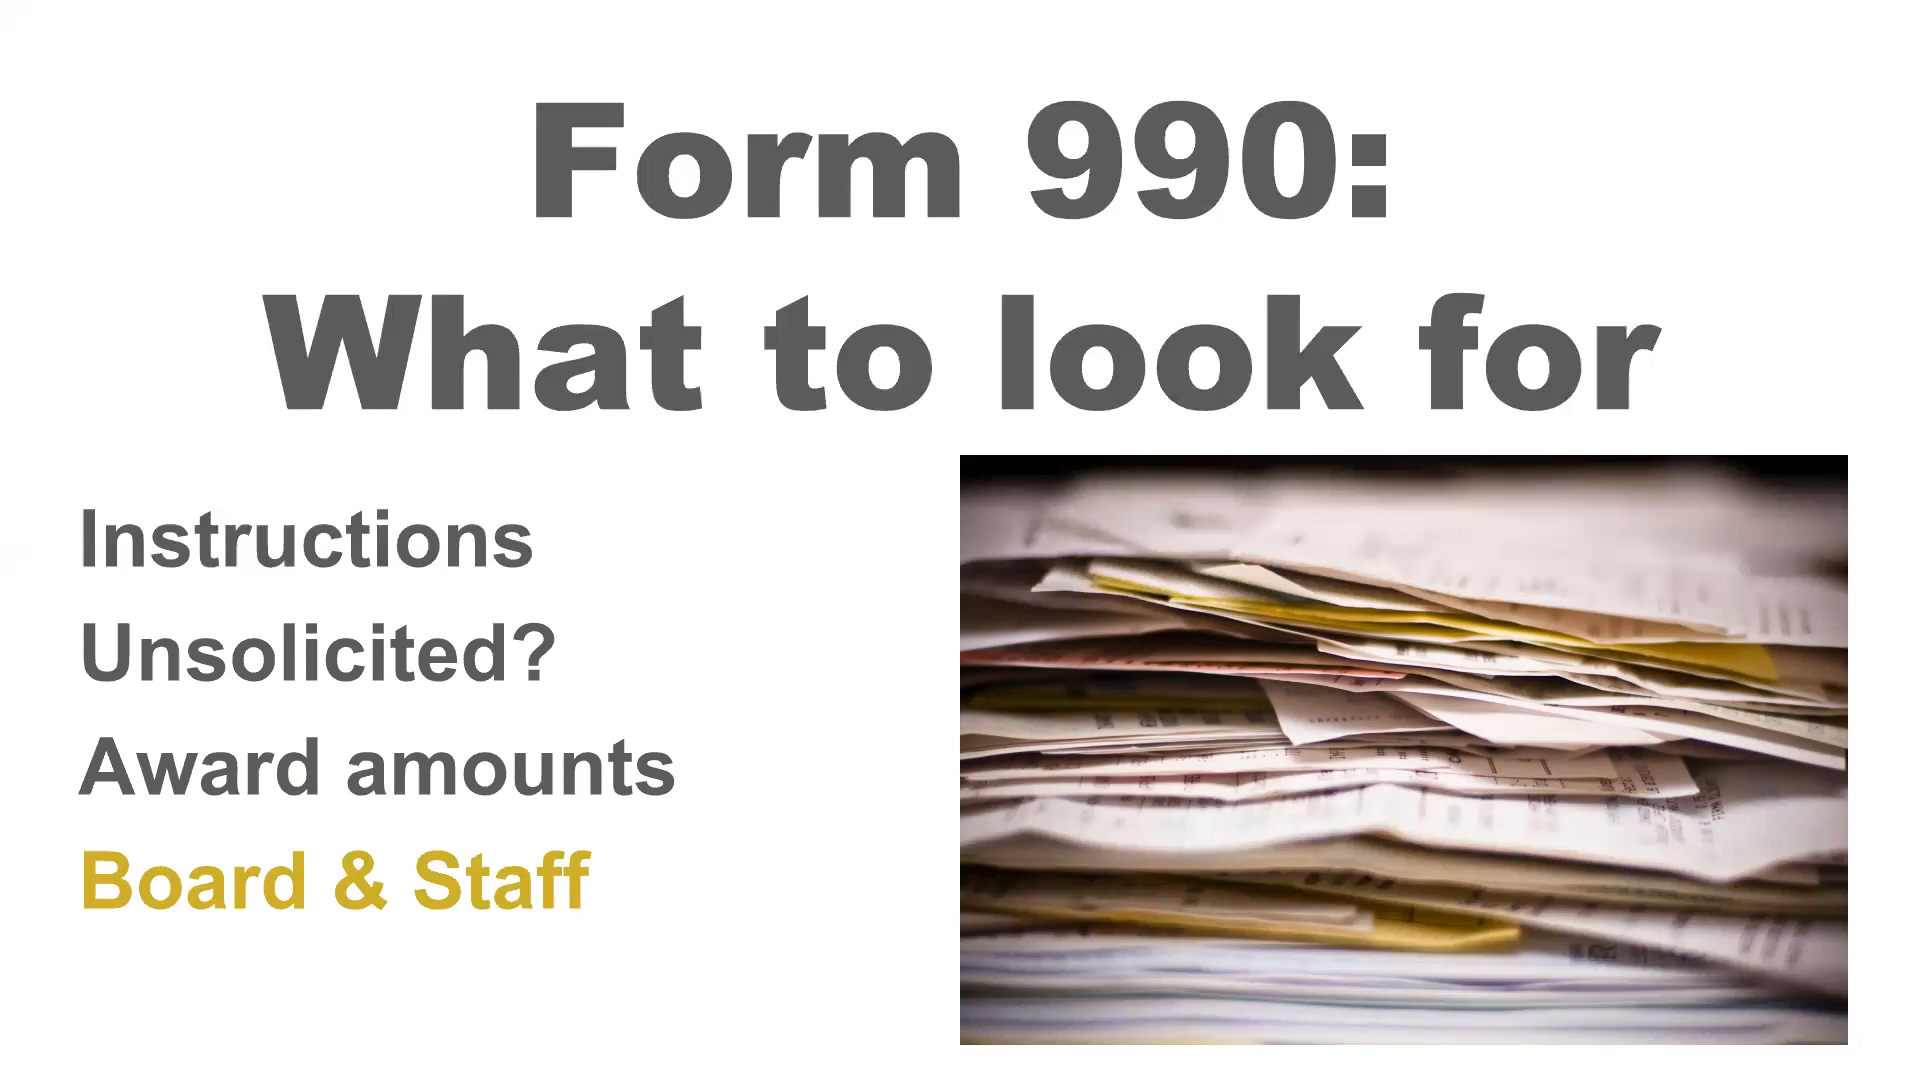 Form 990:
What to look for
Instructions
Unsolicited?
Award amounts
Board & Staff